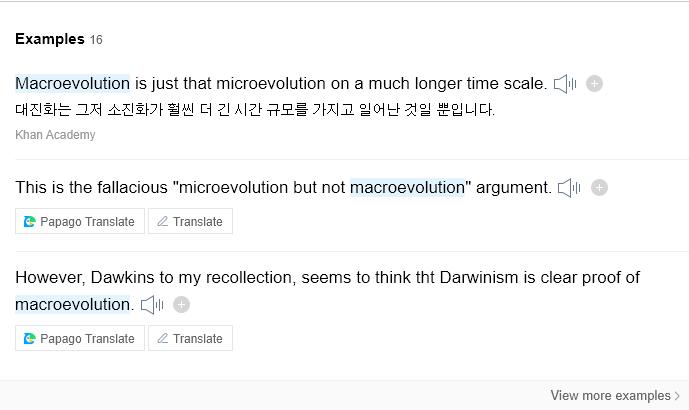 Examples 16
Macroevolution is just that microevolution on a much longer time scale.
대진화는 그저 소진화가 훨씬 더 긴 시간 규모를 가지고 일어난 것일 뿐입니다.
Khan Academy
This is the fallacious "microevolution but not macroevolution" argument.
Papago Translate Translate
However, Dawkins to my recollection, seems to think tht Darwinism is clear proof of
macroevolution.
Papago Translate Translate
View more examples